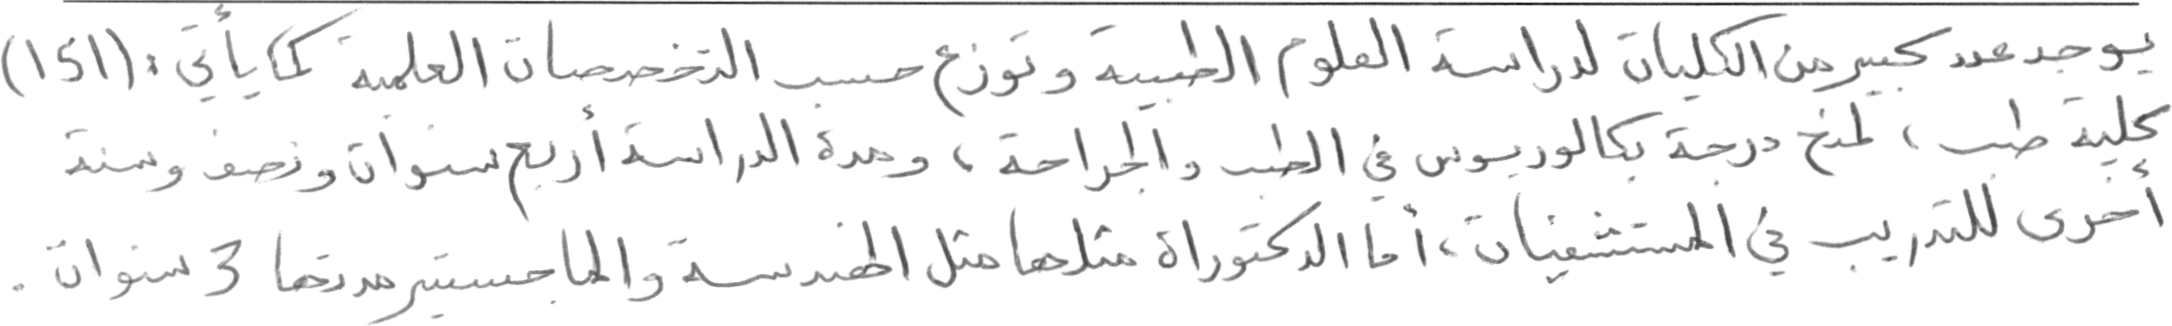 يوجد عدد كبير من الكليات لدراسة العلوم الطبية وتوزع حسب التخصصات العلمية كما يأتي : (151)
كلية طب ، تمنح درجة بكالوريوس في الطب والجراحة ، ومدة الدراسة أربع سنوات ونصف وسنة
أخرى للتدريب في المستشفيات ، أما الدكتوراة مثلها مثل الهندسة والماجستير مدتها 3 سنوات .